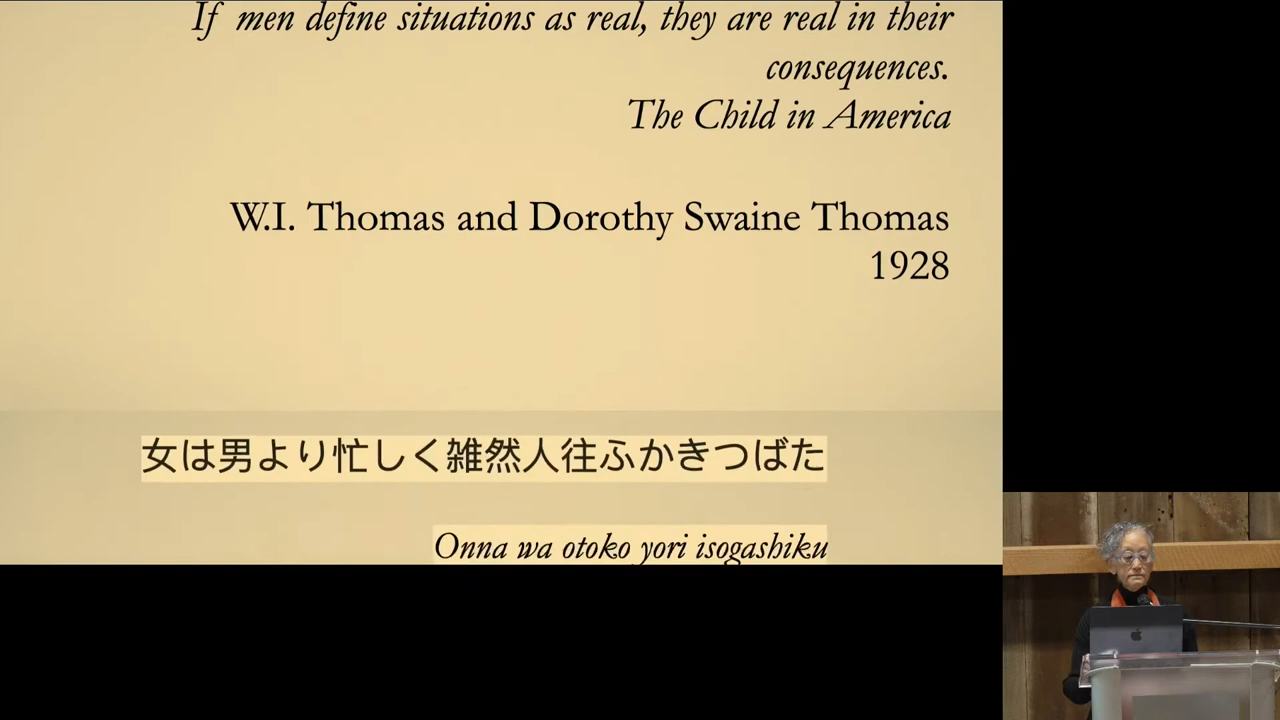 If men define situations as real, they are real in their
consequences.
The Child in America
W.I. Thomas and Dorothy Swaine Thomas
1928
女は男より忙しく雑然人往ふかきつばた
Onna wa otoko yori isogashiku